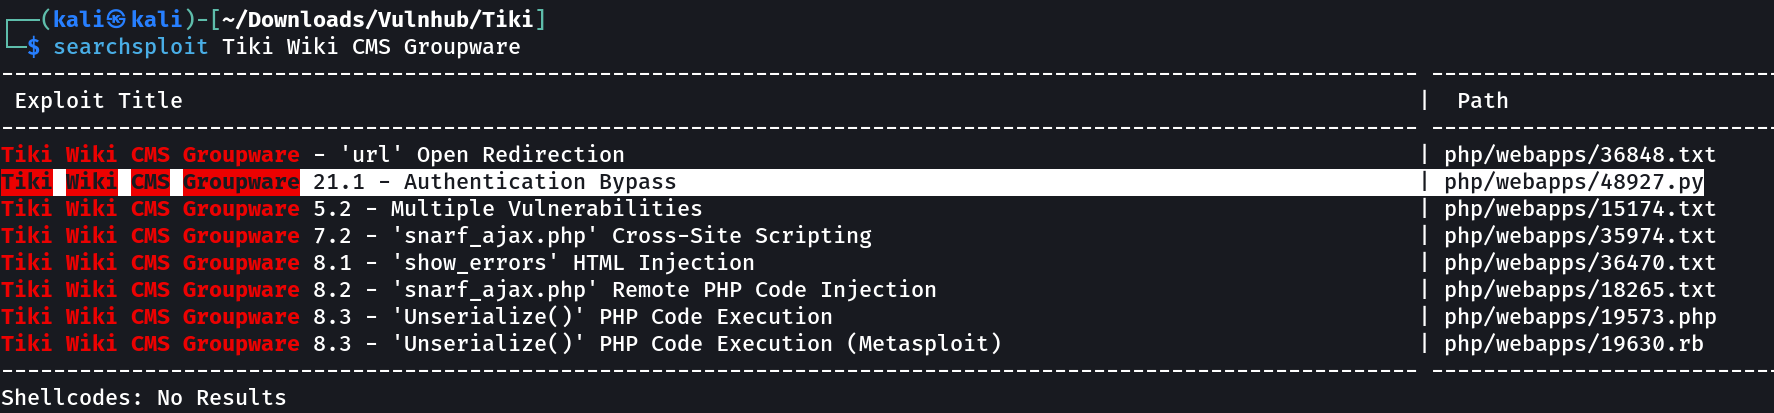 (kali㉿kali)-[~/Downloads/Vulnhub/Tiki]
$ searchsploit Tiki Wiki CMS Groupware
Exploit Title | Path
Tiki Wiki CMS Groupware - 'url' Open Redirection | php/webapps/36848.txt
Tiki Wiki CMS Groupware 21.1 - Authentication Bypass | php/webapps/48927.py
Tiki Wiki CMS Groupware 5.2 - Multiple Vulnerabilities | php/webapps/15174.txt
Tiki Wiki CMS Groupware 7.2 - 'snarf_ajax.php' Cross-Site Scripting | php/webapps/35974.txt
Tiki Wiki CMS Groupware 8.1 - 'show_errors' HTML Injection | php/webapps/36470.txt
Tiki Wiki CMS Groupware 8.2 - 'snarf_ajax.php' Remote PHP Code Injection | php/webapps/18265.txt
Tiki Wiki CMS Groupware 8.3 - 'Unserialize()' PHP Code Execution | php/webapps/19573.php
Tiki Wiki CMS Groupware 8.3 - 'Unserialize()' PHP Code Execution (Metasploit) | php/webapps/19630.rb
Shellcodes: No Results